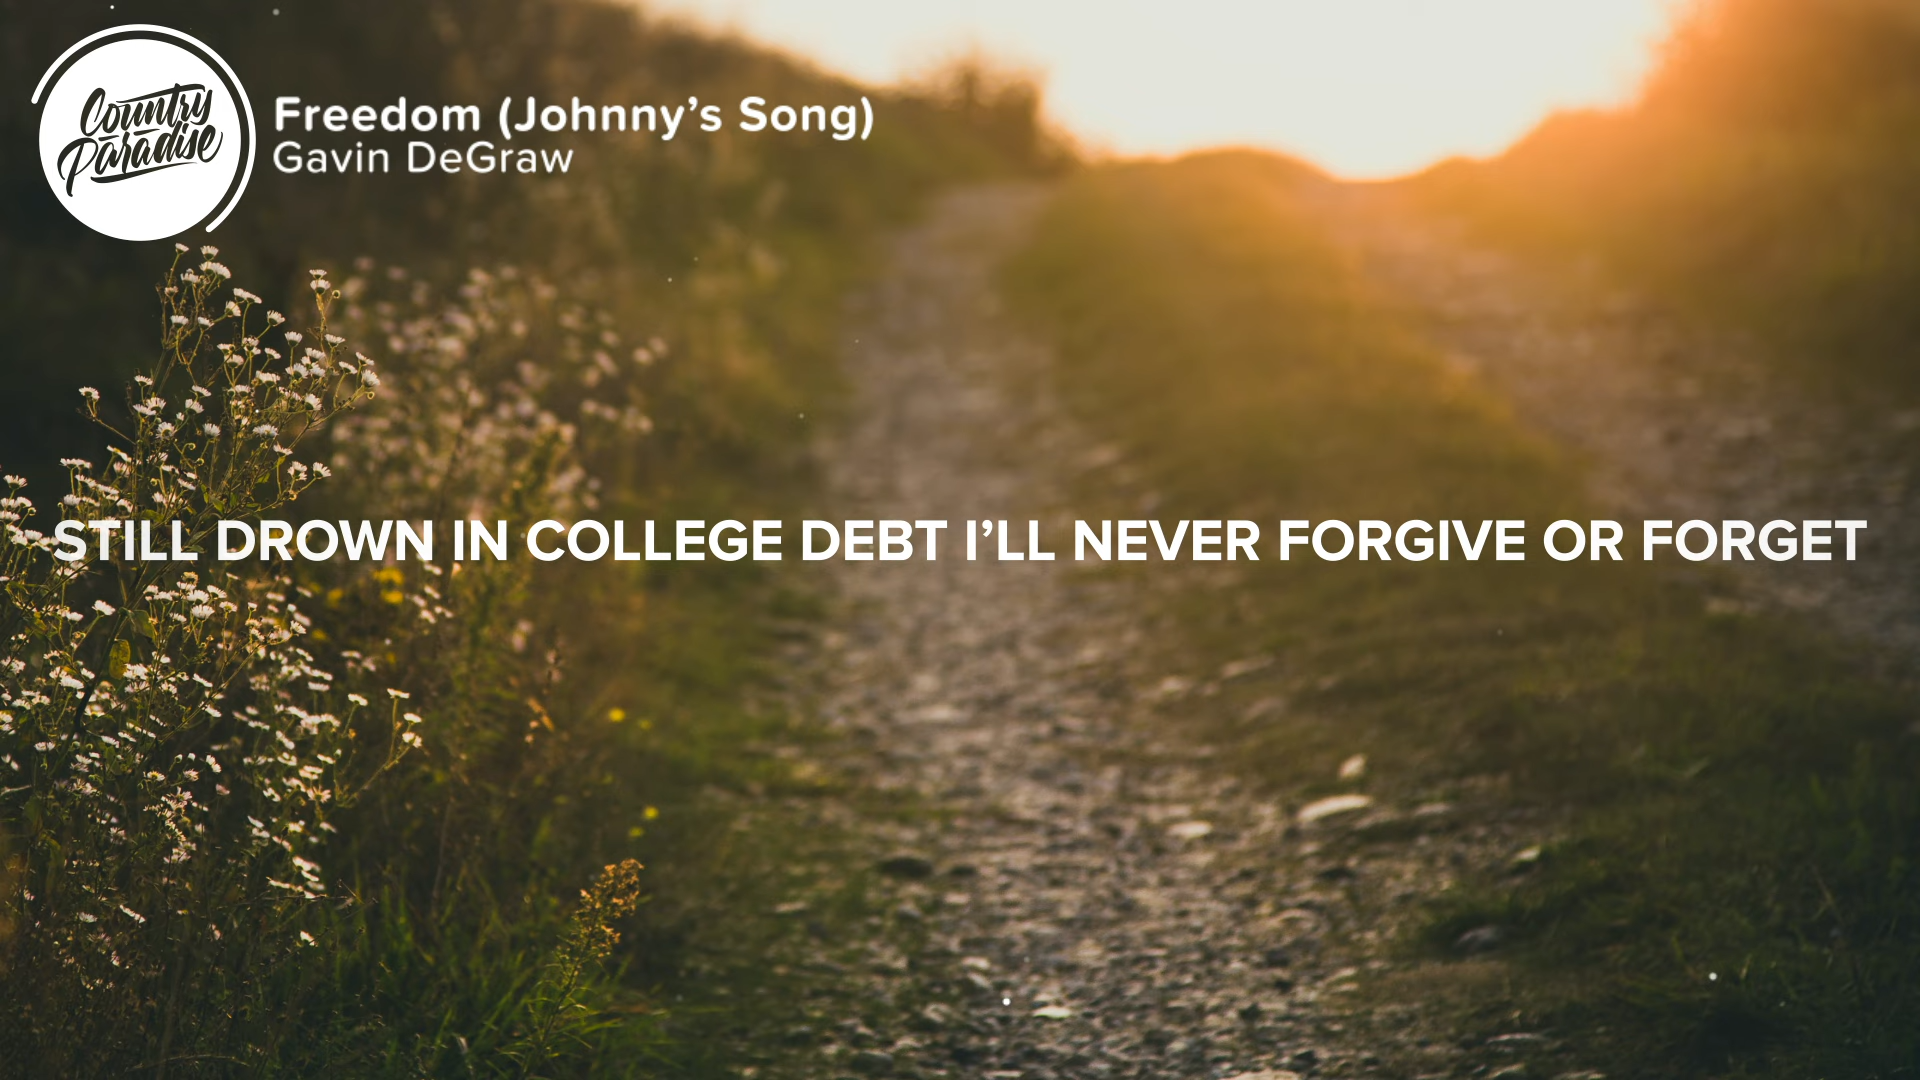 Country
Paradise
Freedom (Johnny’s Song)
Gavin DeGraw
STILL DROWN IN COLLEGE DEBT I’LL NEVER FORGIVE OR FORGET